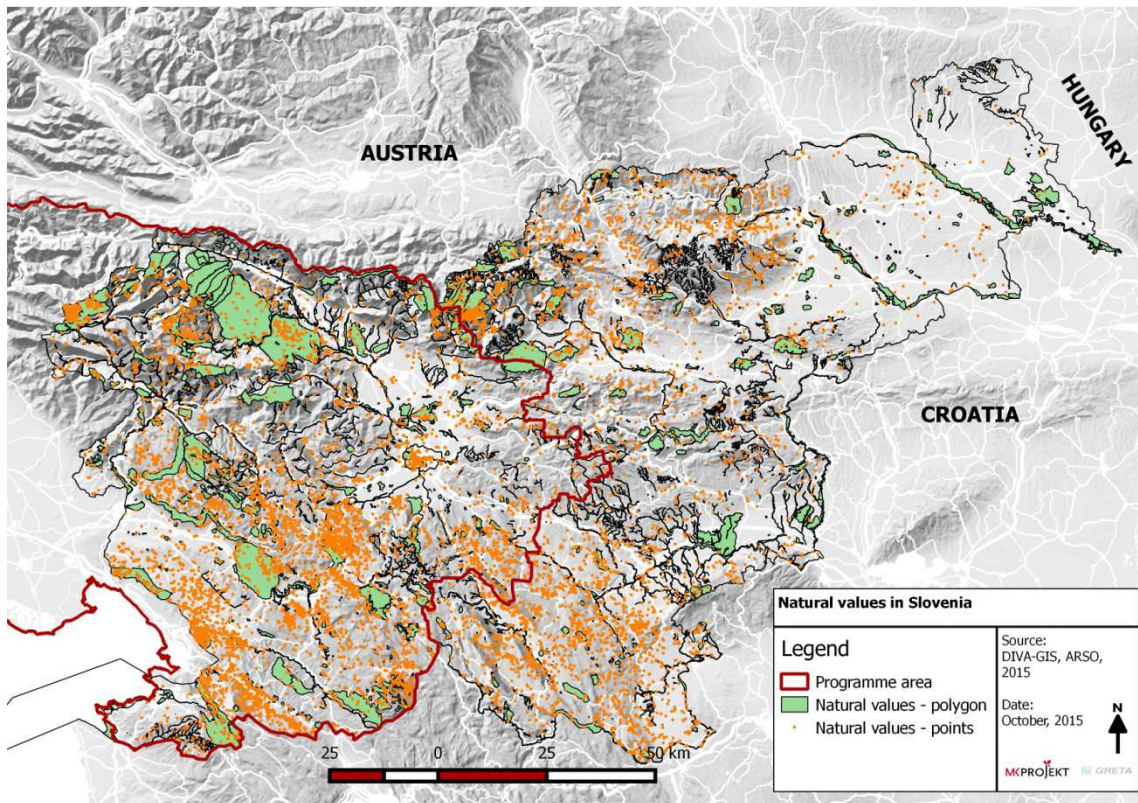 AUSTRIA
HUNGARY
CROATIA
Natural values in Slovenia
Legend
Programme area
Natural values - polygon
Natural values - points
Source:
DIVA-GIS, ARSO,
2015
Date:
October, 2015
N
MKPROJEKT
GRETA
25 0 25 50 km